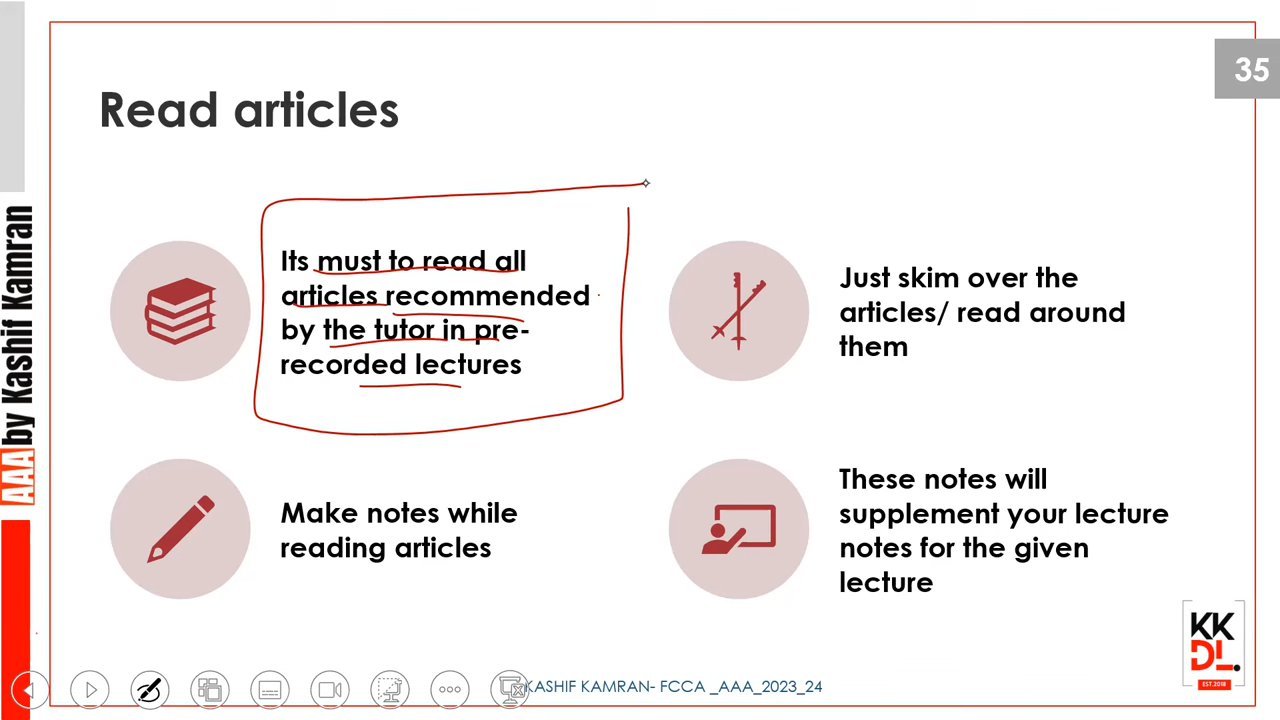 35
Read articles
Its must to read all
articles recommended
by the tutor in pre-
recorded lectures
Just skim over the
articles/ read around
them
Make notes while
reading articles
These notes will
supplement your lecture
notes for the given
lecture
AAA by Kashif Kamran
KK
DL.
EST.2018
KASHIF KAMRAN- FCCA _AAA_2023_24